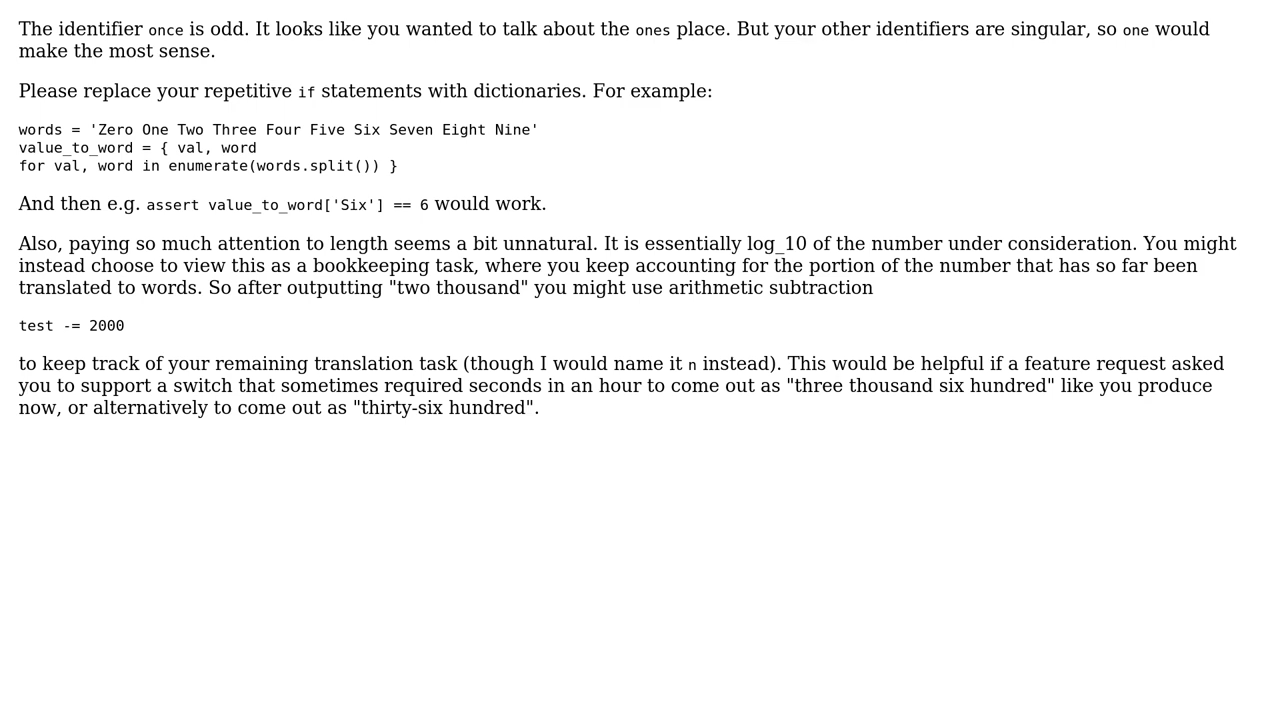 The identifier once is odd. It looks like you wanted to talk about the ones place. But your other identifiers are singular, so one would
make the most sense.
Please replace your repetitive if statements with dictionaries. For example:
words = 'Zero One Two Three Four Five Six Seven Eight Nine'
value_to_word = { val, word
for val, word in enumerate(words.split()) }
And then e.g. assert value_to_word['Six'] == 6 would work.
Also, paying so much attention to length seems a bit unnatural. It is essentially log_10 of the number under consideration. You might
instead choose to view this as a bookkeeping task, where you keep accounting for the portion of the number that has so far been
translated to words. So after outputting "two thousand" you might use arithmetic subtraction
test -= 2000
to keep track of your remaining translation task (though I would name it n instead). This would be helpful if a feature request asked
you to support a switch that sometimes required seconds in an hour to come out as "three thousand six hundred" like you produce
now, or alternatively to come out as "thirty-six hundred".